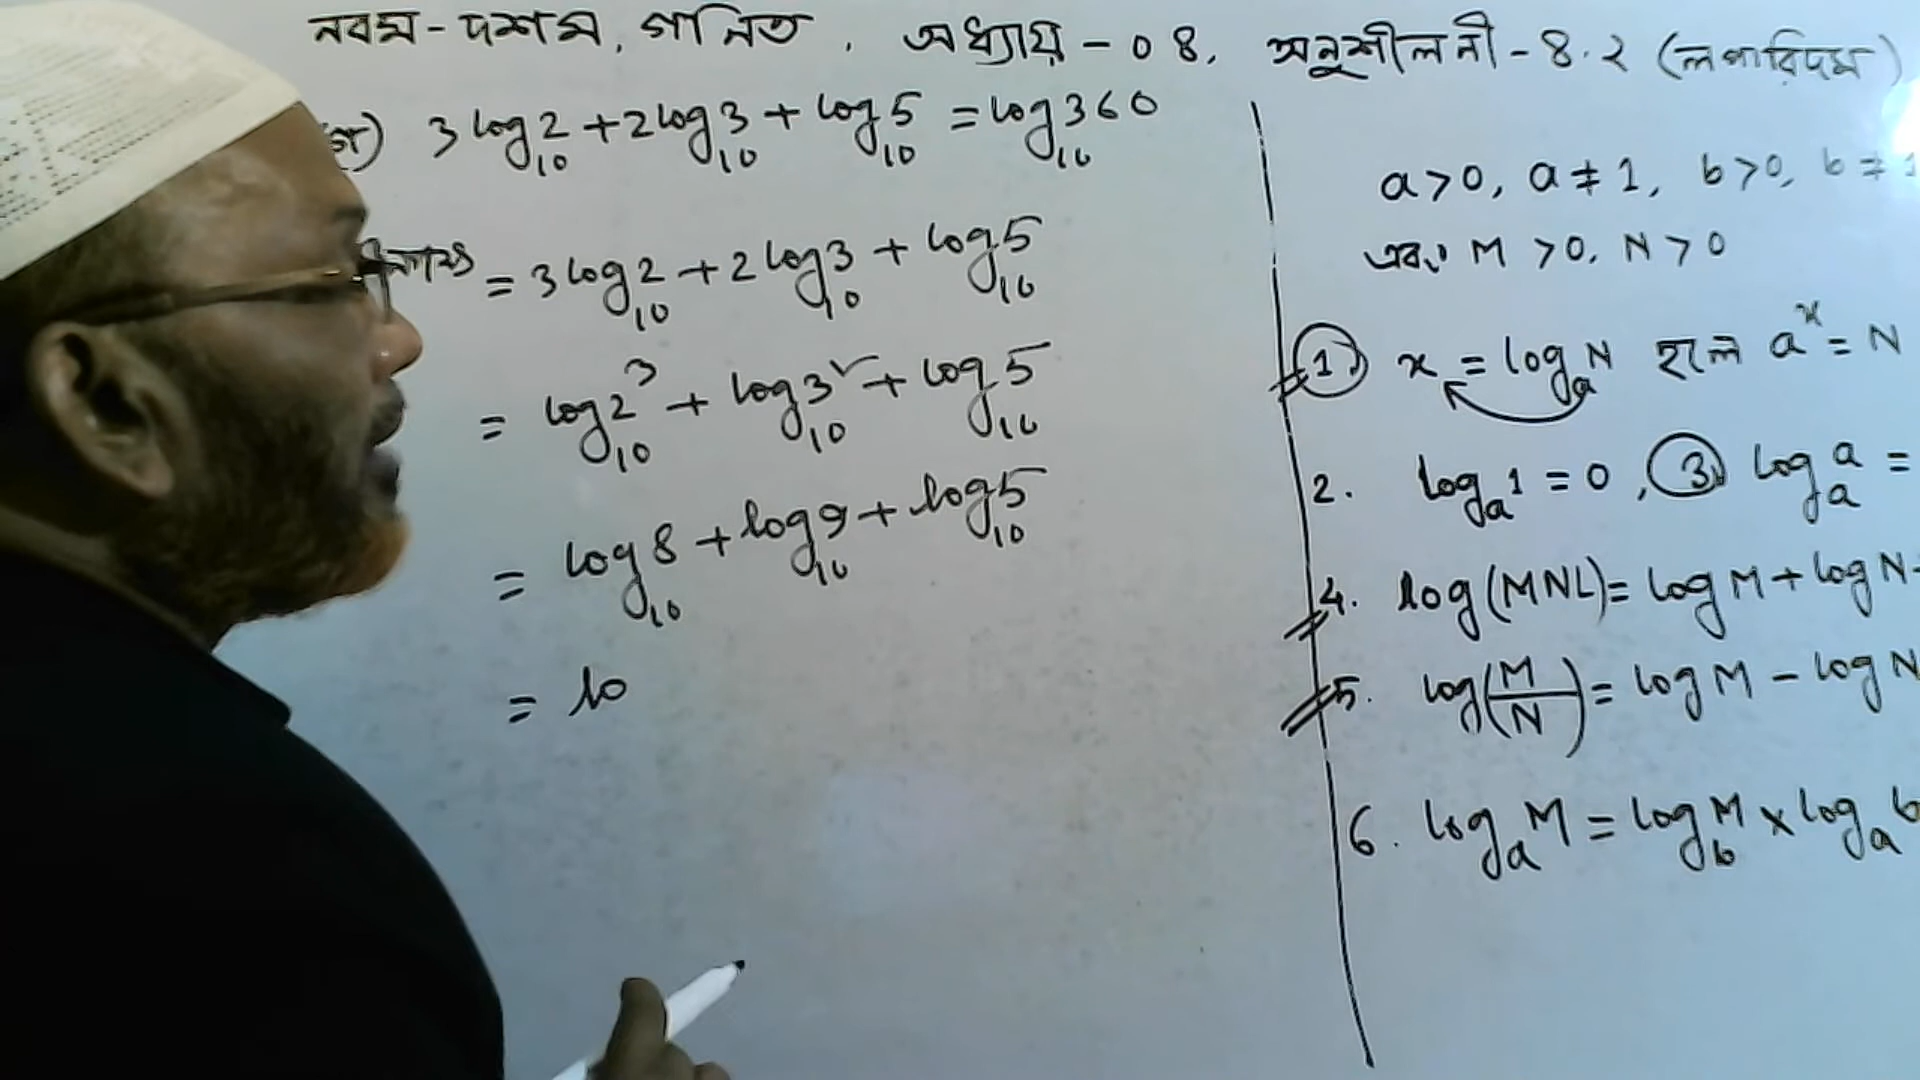 নবম-দশম, গনিত, অধ্যায় - ০৪, অনুশীলনী - ৪.২ (লগারিদম)
3 log₁₀2 + 2 log₁₀3 + log₁₀5 = log₁₀360
= 3 log₁₀2 + 2 log₁₀3 + log₁₀5
= log₁₀2³ + log₁₀3² + log₁₀5
= log₁₀8 + log₁₀9 + log₁₀5
= lo
a > 0, a ≠ 1, b > 0, b ≠ 1
এবং M > 0, N > 0
1. x = logₐN হলে aˣ = N
2. logₐ1 = 0, 3. logₐa =
4. log(MNL) = log M + log N
5. log(M/N) = log M - log N
6. logₐM = log_b M × logₐb